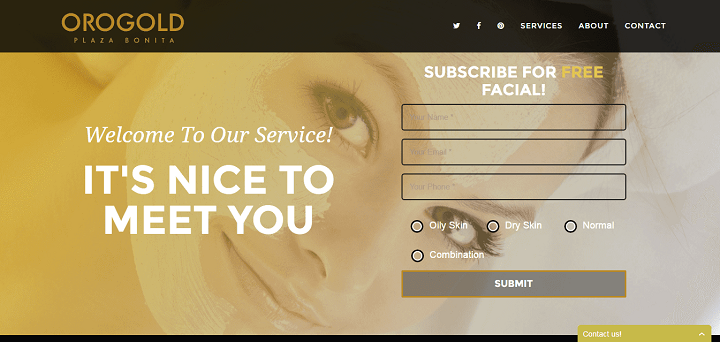 OROGOLD
PLAZA BONITA
SERVICES
ABOUT
CONTACT
SUBSCRIBE FOR FREE
FACIAL!
Your Name *
Your Email *
Your Phone *
Welcome To Our Service!
IT'S NICE TO
MEET YOU
Oily Skin
Dry Skin
Normal
Combination
SUBMIT
Contact us!